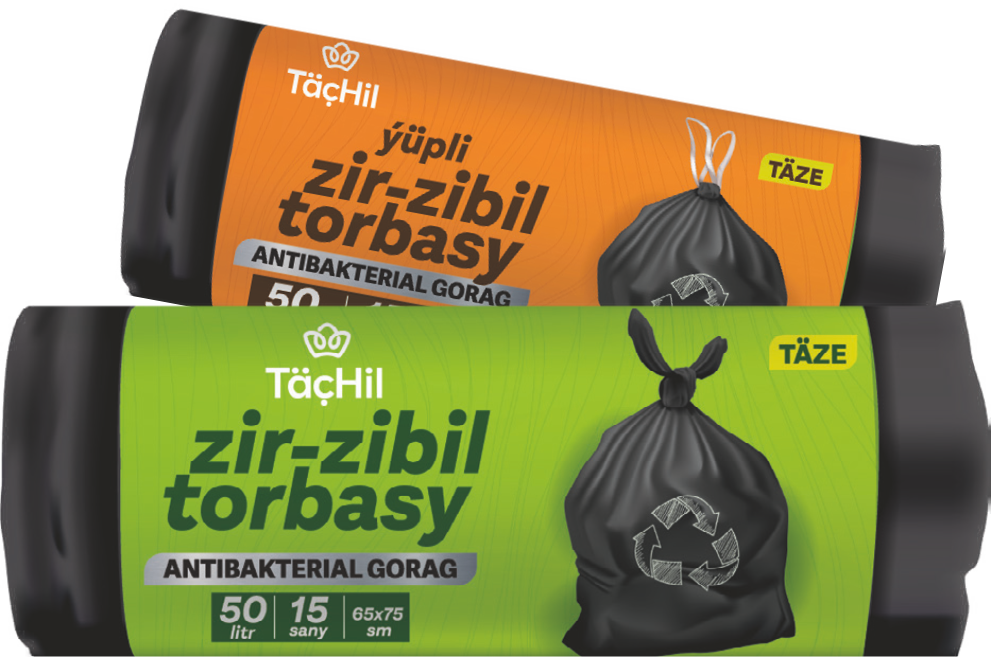 TäçHil
ýüpli
zir-zibil
torbasy
TÄZE
ANTIBAKTERIAL GORAG
50
TäçHil
TÄZE
zir-zibil
torbasy
ANTIBAKTERIAL GORAG
50 15 65x75
litr sany sm